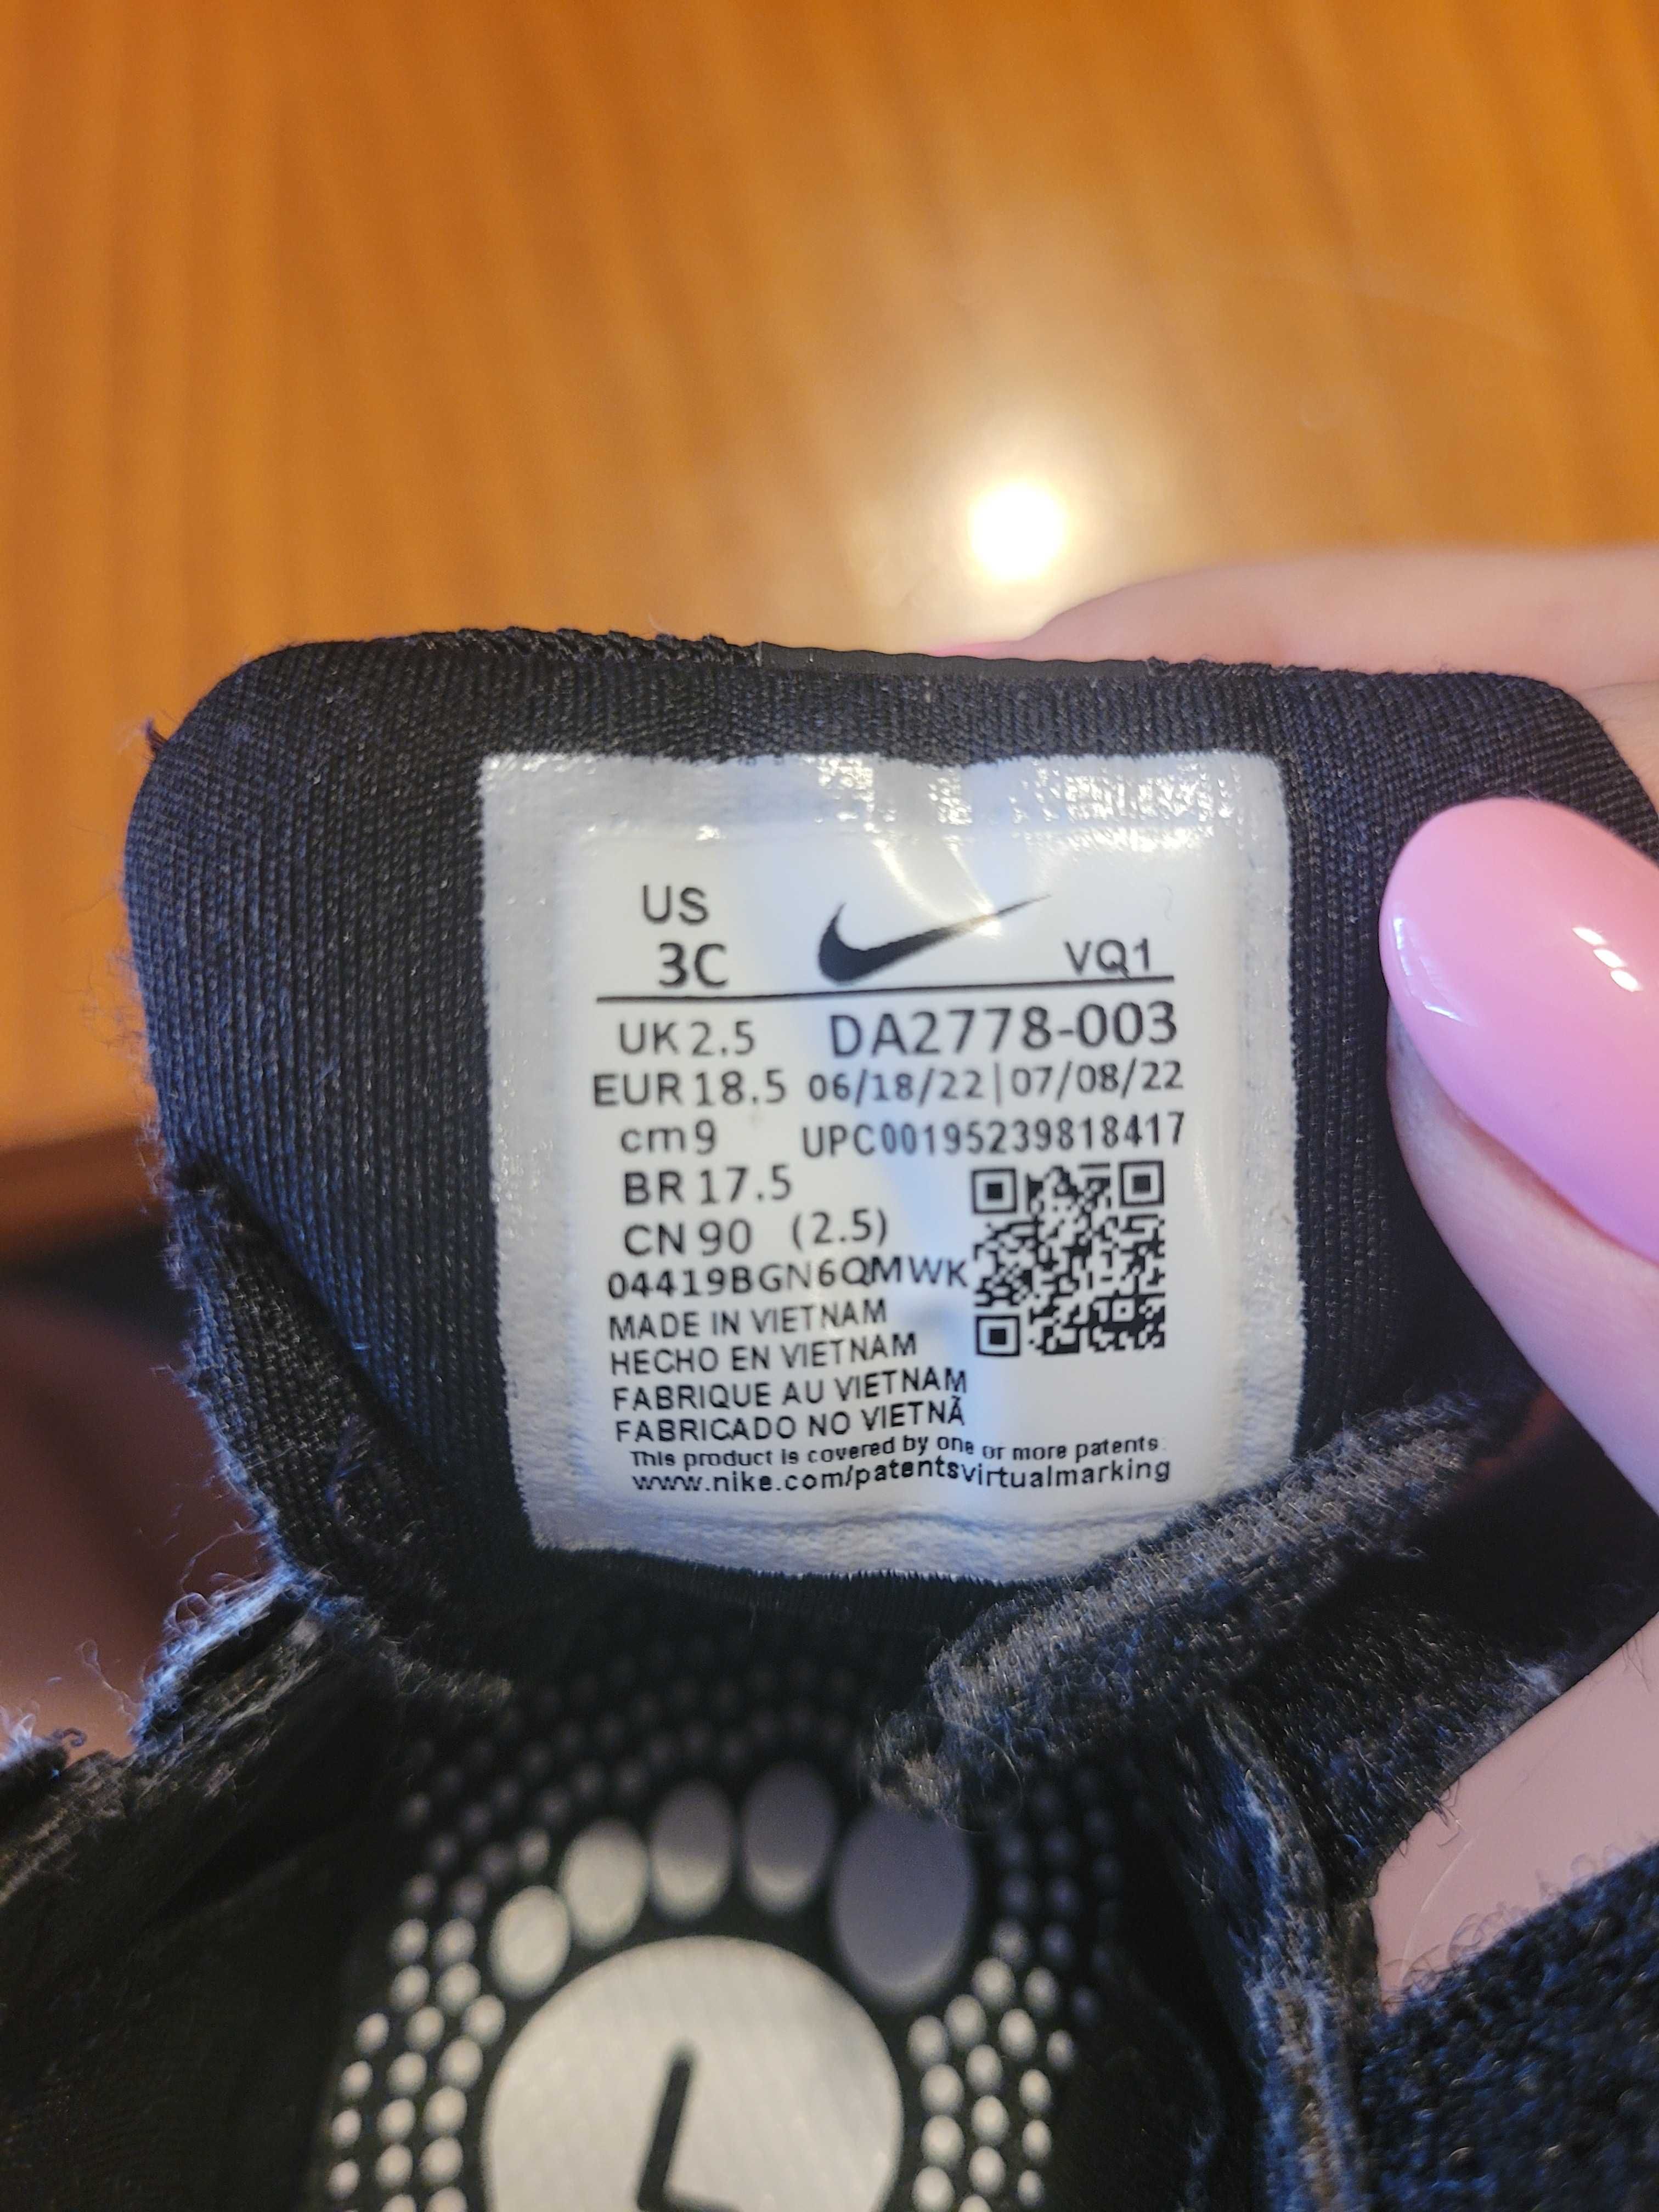 US
3C VQ1
UK 2.5 DA2778-003
EUR 18.5 06/18/22|07/08/22
cm 9 UPC00195239818417
BR 17.5
CN 90 (2.5)
04419BGN6QMWK
MADE IN VIETNAM
HECHO EN VIETNAM
FABRIQUE AU VIETNAM
FABRICADO NO VIETNÃ
This product is covered by one or more patents:
www.nike.com/patentsvirtualmarking
L